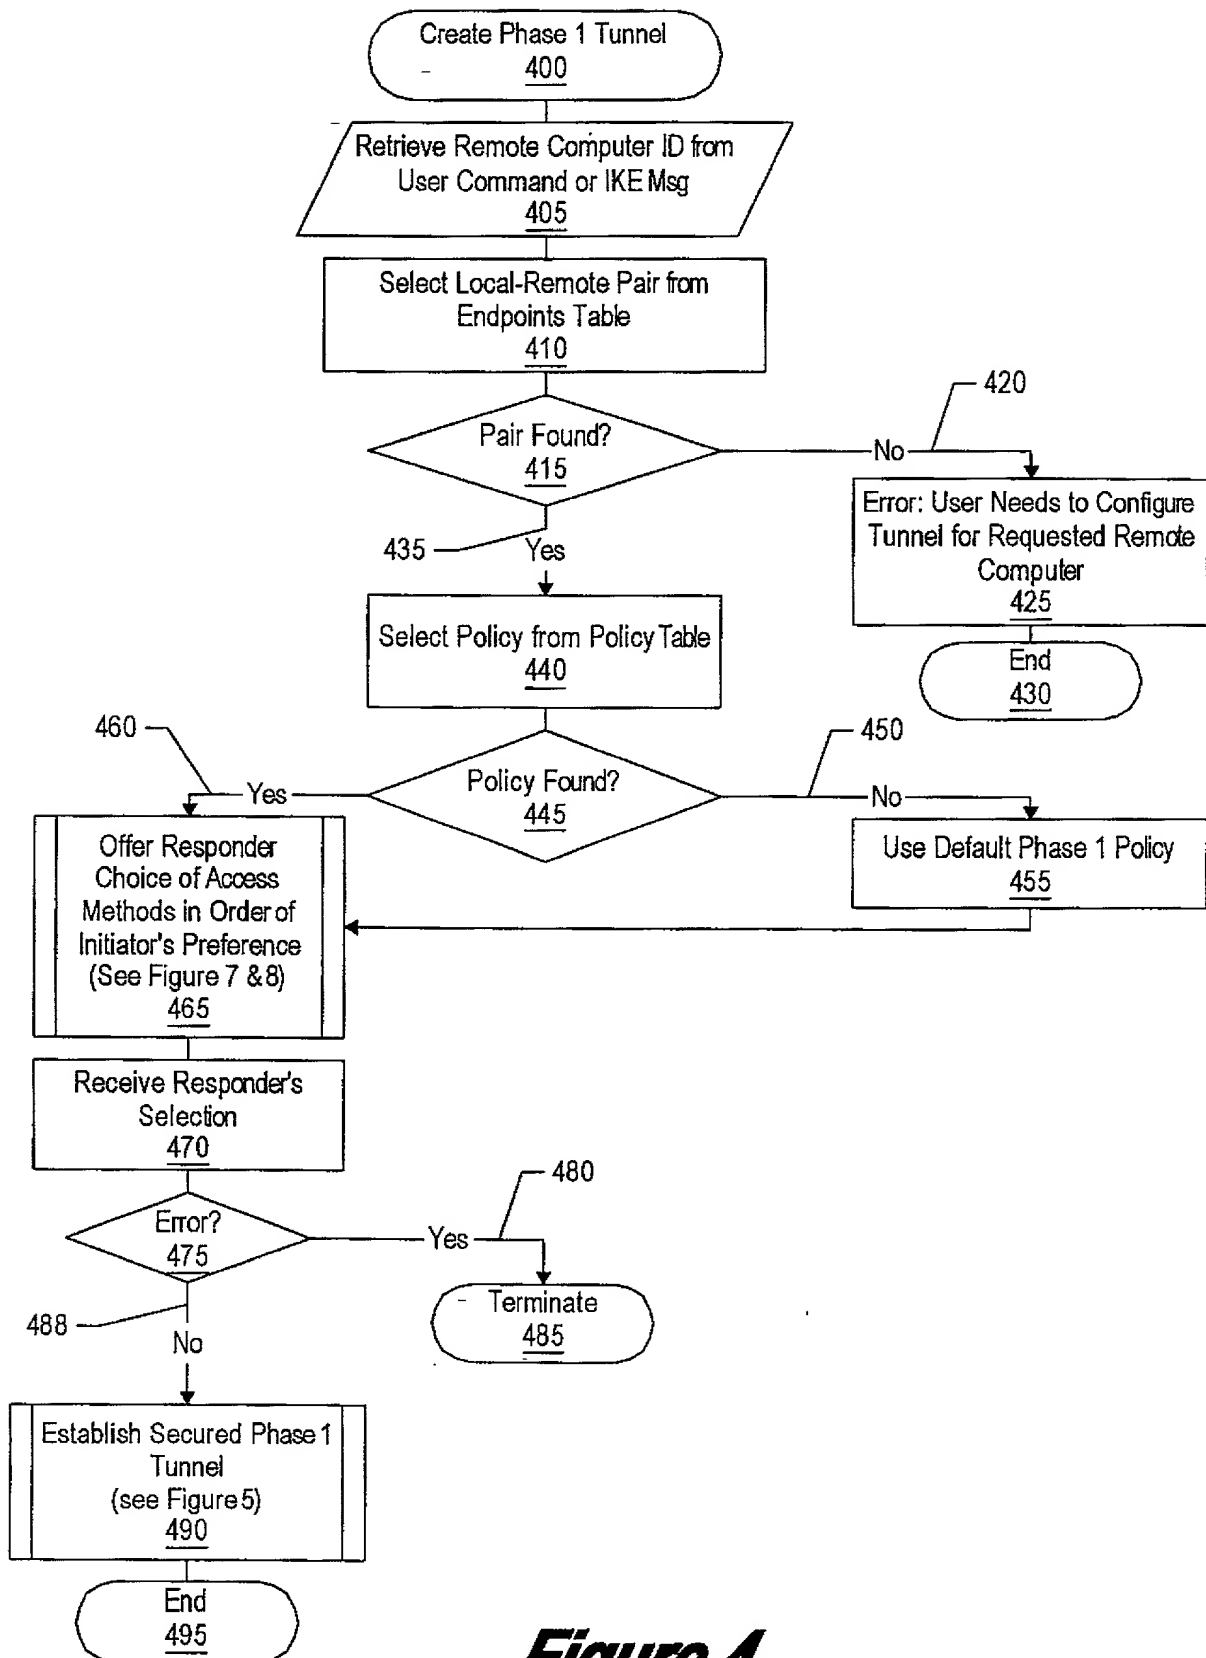 Create Phase 1 Tunnel
400
Retrieve Remote Computer ID from
User Command or IKE Msg
405
Select Local-Remote Pair from
Endpoints Table
410
420
Pair Found?
415
No
Error: User Needs to Configure
Tunnel for Requested Remote
Computer
425
435
Yes
End
430
Select Policy from Policy Table
440
460
450
Yes
Policy Found?
445
No
Offer Responder
Choice of Access
Methods in Order of
Initiator's Preference
(See Figure 7 & 8)
465
Use Default Phase 1 Policy
455
Receive Responder's
Selection
470
480
Error?
475
Yes
Terminate
485
488
No
Establish Secured Phase 1
Tunnel
(see Figure 5)
490
End
495
Figure 4